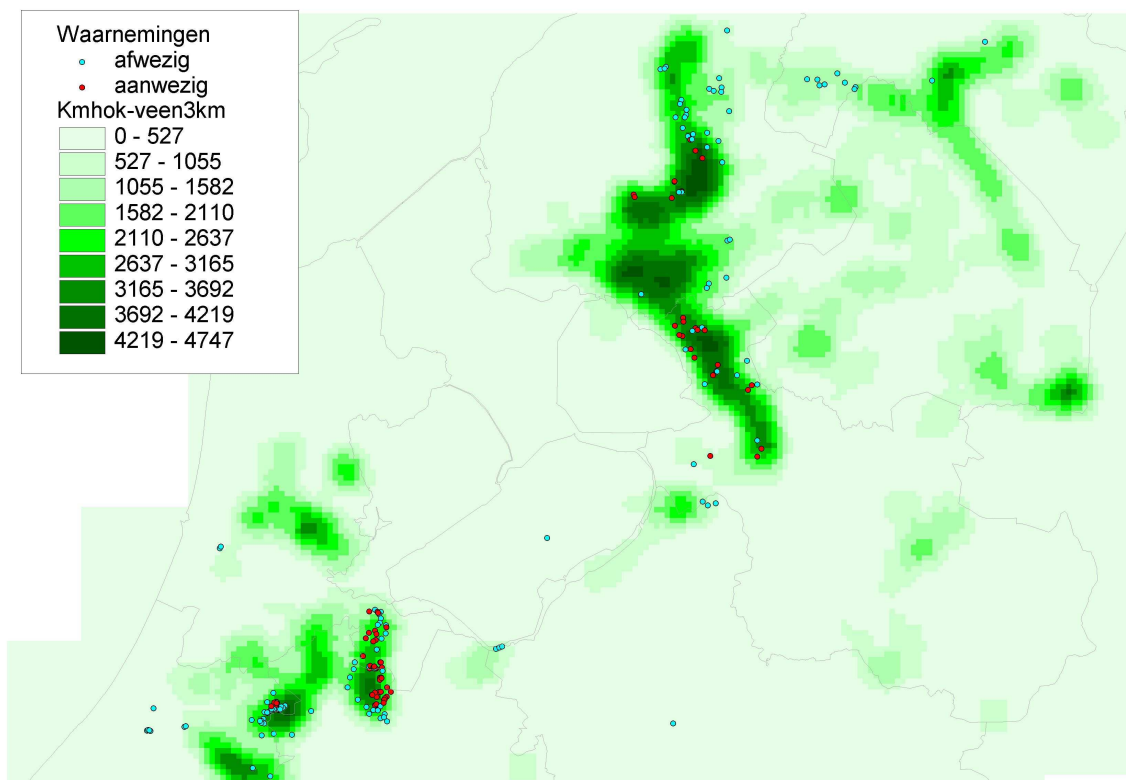 Waarnemingen
afwezig
aanwezig
Kmhok-veen3km
0 - 527
527 - 1055
1055 - 1582
1582 - 2110
2110 - 2637
2637 - 3165
3165 - 3692
3692 - 4219
4219 - 4747